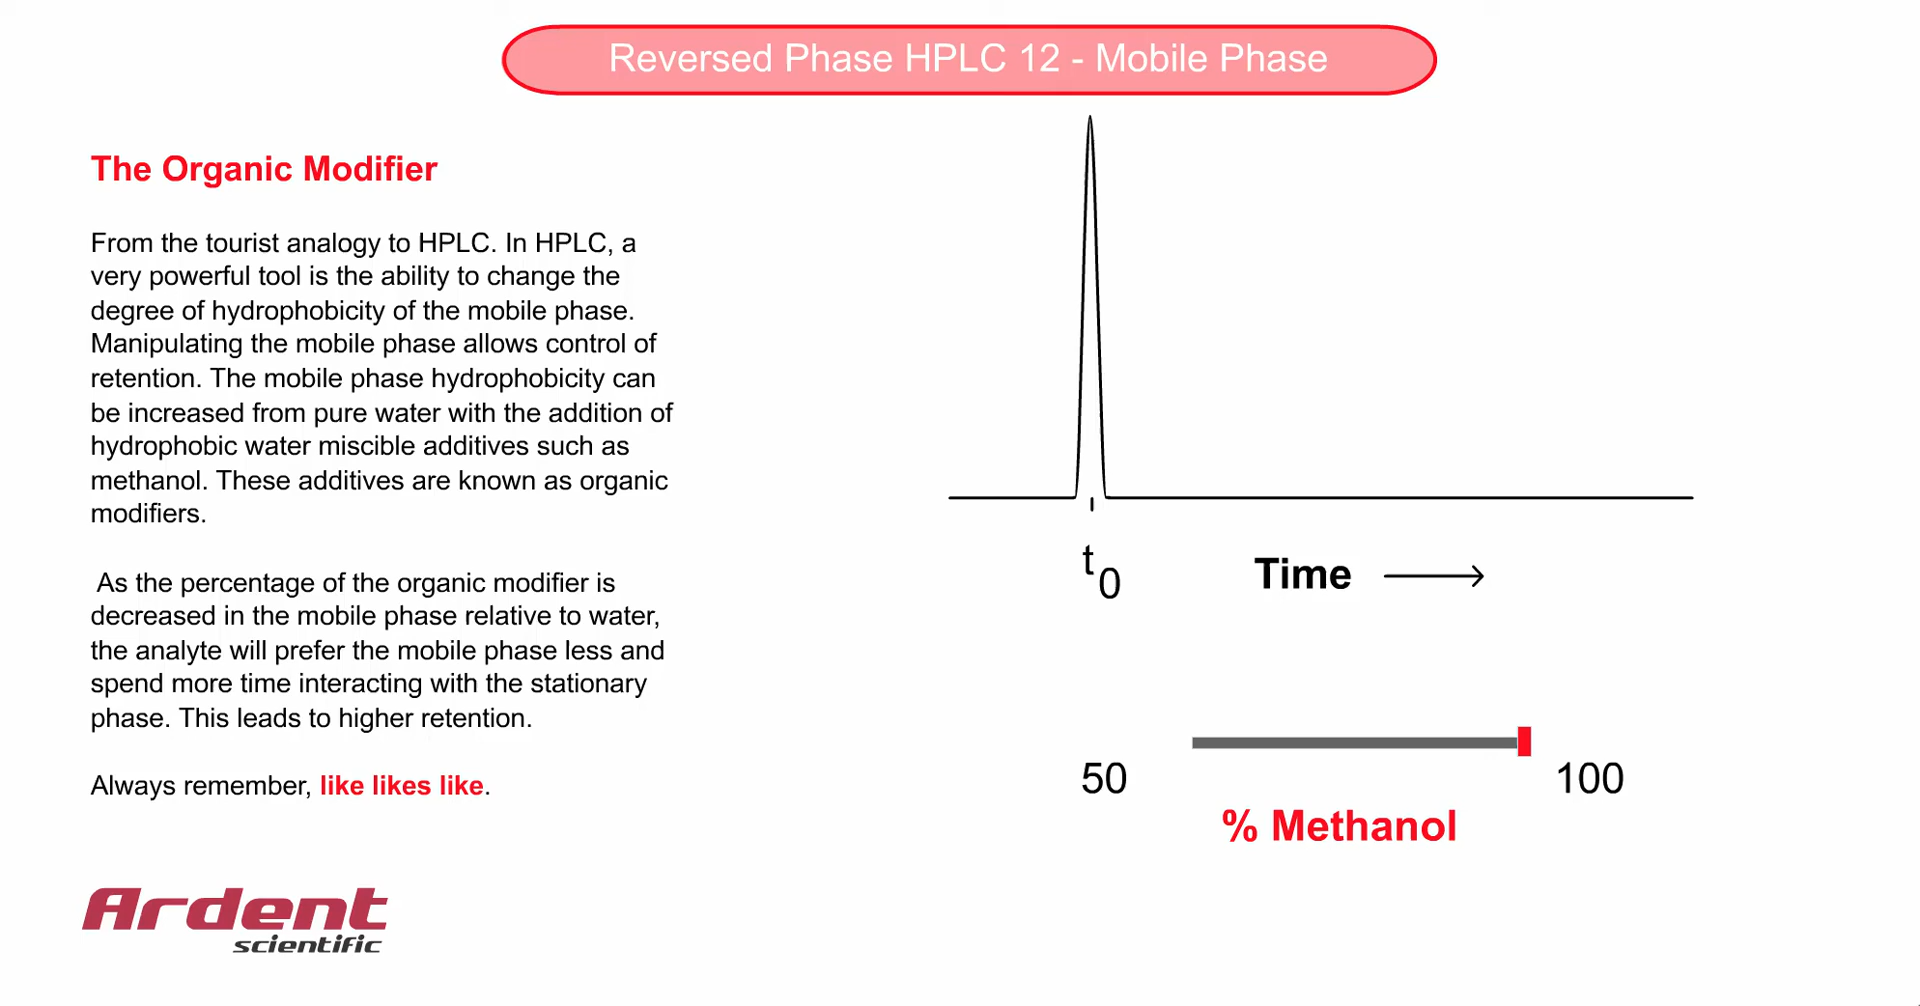 Reversed Phase HPLC 12 - Mobile Phase
The Organic Modifier
From the tourist analogy to HPLC. In HPLC, a
very powerful tool is the ability to change the
degree of hydrophobicity of the mobile phase.
Manipulating the mobile phase allows control of
retention. The mobile phase hydrophobicity can
be increased from pure water with the addition of
hydrophobic water miscible additives such as
methanol. These additives are known as organic
modifiers.
As the percentage of the organic modifier is
decreased in the mobile phase relative to water,
the analyte will prefer the mobile phase less and
spend more time interacting with the stationary
phase. This leads to higher retention.
Always remember, like likes like.
t0
Time
50
100
% Methanol
Ardent
scientific